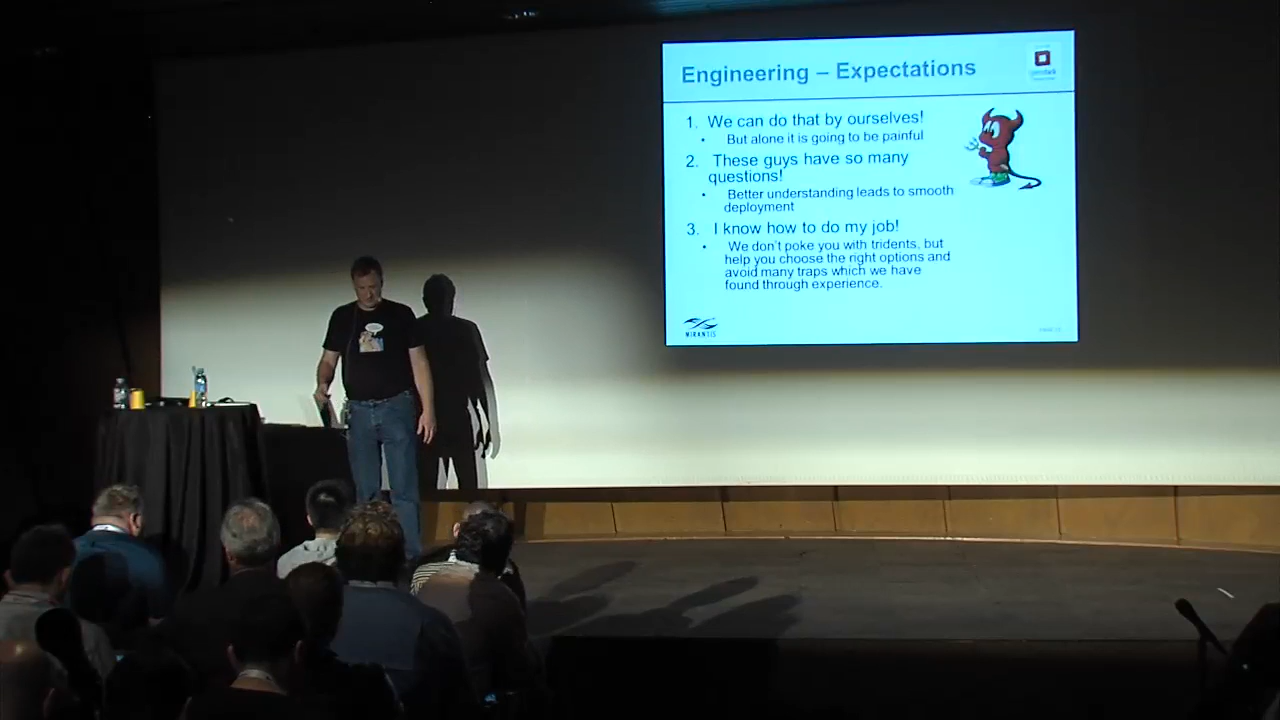 Engineering – Expectations
1. We can do that by ourselves!
• But alone it is going to be painful
2. These guys have so many
questions!
• Better understanding leads to smooth
deployment
3. I know how to do my job!
• We don't poke you with tridents, but
help you choose the right options and
avoid many traps which we have
found through experience.
MIRANTIS